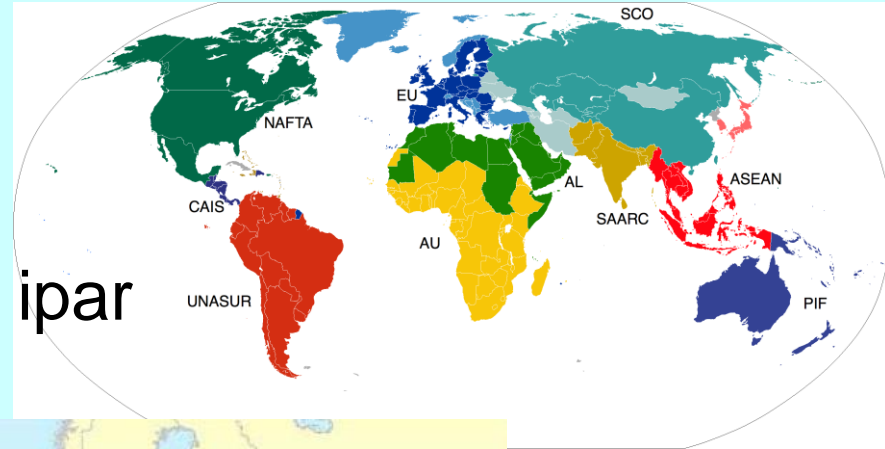 SCO
EU
NAFTA
AL
ASEAN
CAIS
SAARC
AU
ipar
UNASUR
PIF